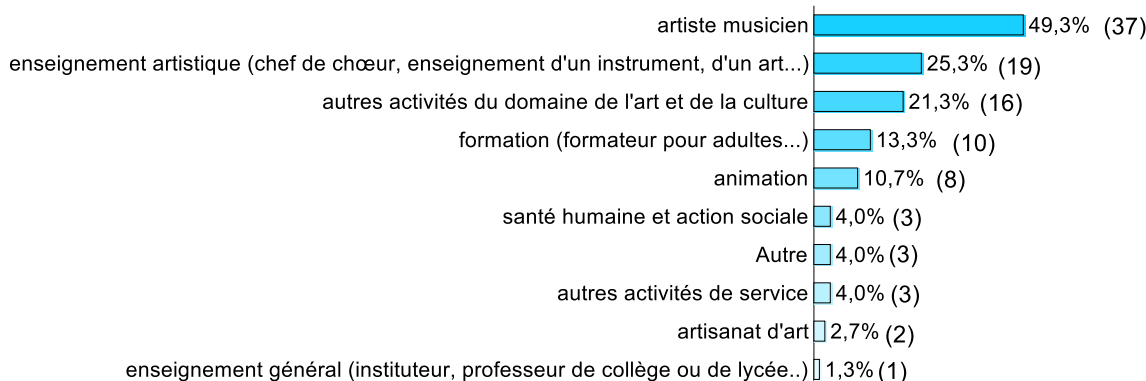 artiste musicien 49,3% (37)
enseignement artistique (chef de chœur, enseignement d'un instrument, d'un art...) 25,3% (19)
autres activités du domaine de l'art et de la culture 21,3% (16)
formation (formateur pour adultes...) 13,3% (10)
animation 10,7% (8)
santé humaine et action sociale 4,0% (3)
Autre 4,0% (3)
autres activités de service 4,0% (3)
artisanat d'art 2,7% (2)
enseignement général (instituteur, professeur de collège ou de lycée..) 1,3% (1)